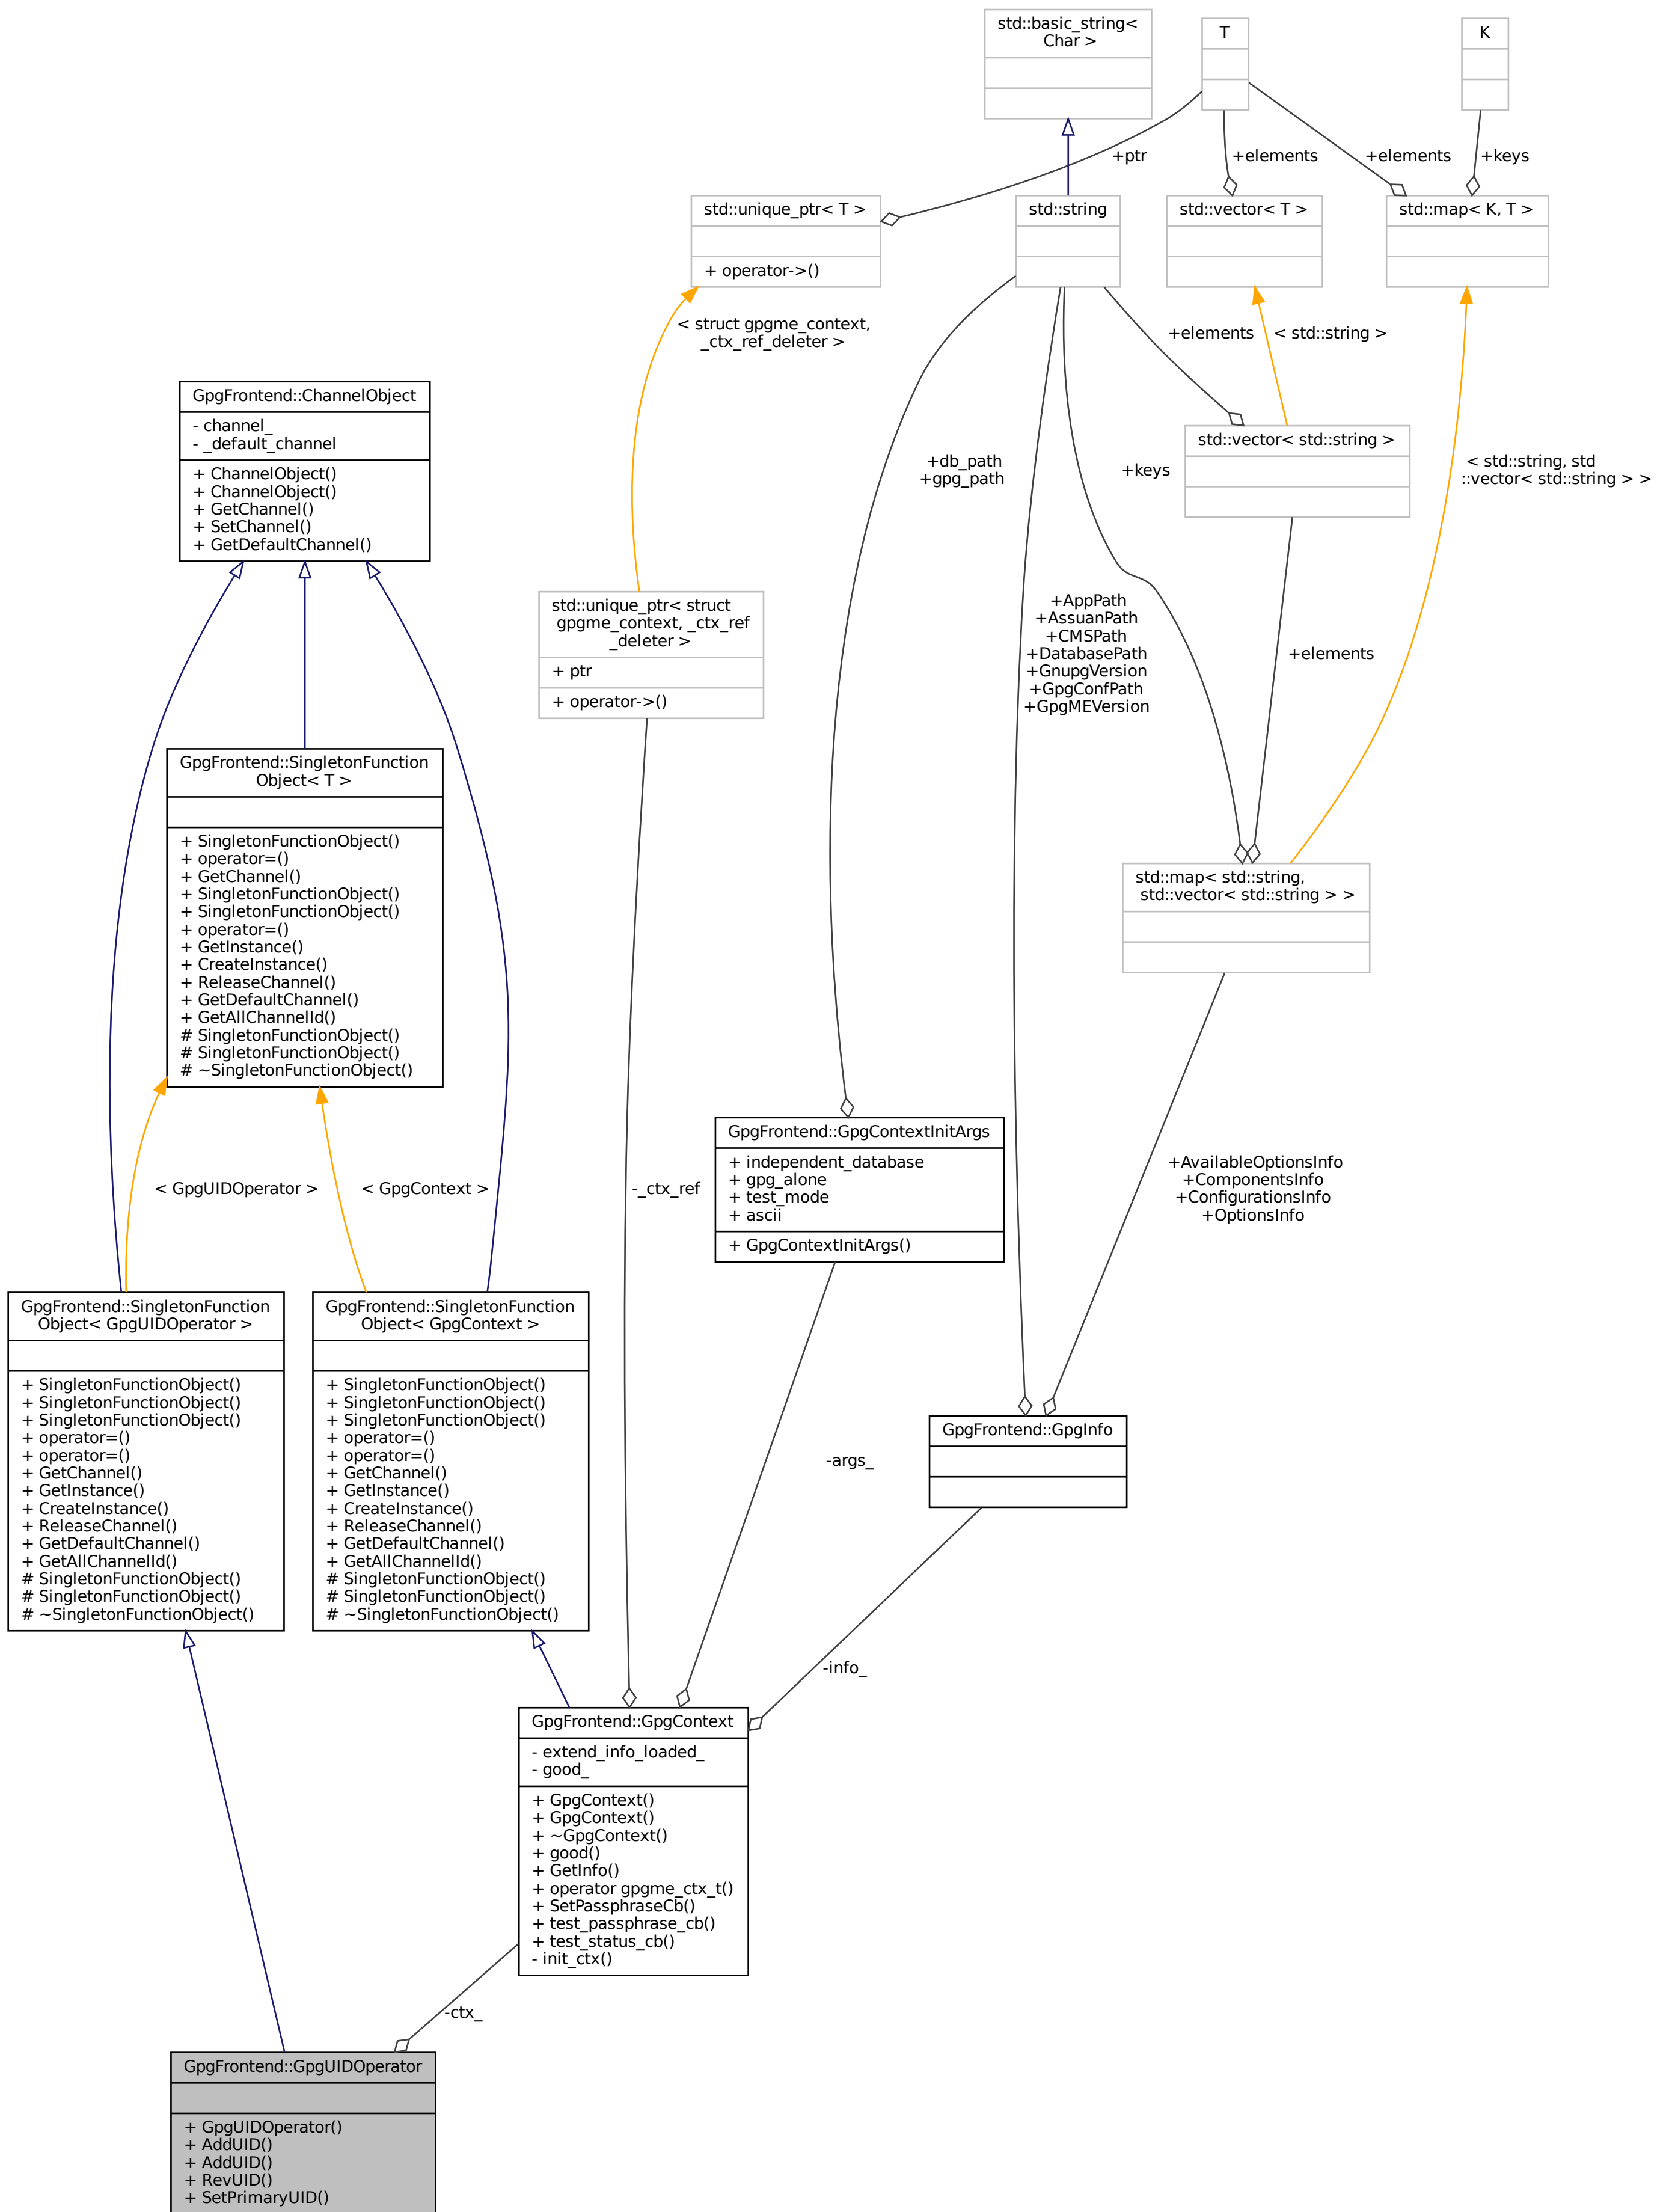 std::basic_string<
Char >
T
K
+ptr
+elements
+elements
+keys
std::unique_ptr< T >
+ operator->()
std::string
std::vector< T >
std::map< K, T >
< struct gpgme_context,
_ctx_ref_deleter >
+elements
< std::string >
GpgFrontend::ChannelObject
- channel_
- _default_channel
+ ChannelObject()
+ ChannelObject()
+ GetChannel()
+ SetChannel()
+ GetDefaultChannel()
+db_path
+gpg_path
+keys
std::vector< std::string >
< std::string, std
::vector< std::string > >
std::unique_ptr< struct
gpgme_context, _ctx_ref
_deleter >
+ ptr
+ operator->()
+AppPath
+AssuanPath
+CMSPath
+DatabasePath
+GnupgVersion
+GpgConfPath
+GpgMEVersion
+elements
GpgFrontend::SingletonFunction
Object< T >
+ SingletonFunctionObject()
+ operator=()
+ GetChannel()
+ SingletonFunctionObject()
+ SingletonFunctionObject()
+ operator=()
+ GetInstance()
+ CreateInstance()
+ ReleaseChannel()
+ GetDefaultChannel()
+ GetAllChannelId()
# SingletonFunctionObject()
# SingletonFunctionObject()
# ~SingletonFunctionObject()
std::map< std::string,
std::vector< std::string > >
< GpgUIDOperator >
< GpgContext >
-_ctx_ref
GpgFrontend::GpgContextInitArgs
+ independent_database
+ gpg_alone
+ test_mode
+ ascii
+ GpgContextInitArgs()
+AvailableOptionsInfo
+ComponentsInfo
+ConfigurationsInfo
+OptionsInfo
GpgFrontend::SingletonFunction
Object< GpgUIDOperator >
+ SingletonFunctionObject()
+ SingletonFunctionObject()
+ SingletonFunctionObject()
+ operator=()
+ operator=()
+ GetChannel()
+ GetInstance()
+ CreateInstance()
+ ReleaseChannel()
+ GetDefaultChannel()
+ GetAllChannelId()
# SingletonFunctionObject()
# SingletonFunctionObject()
# ~SingletonFunctionObject()
GpgFrontend::SingletonFunction
Object< GpgContext >
+ SingletonFunctionObject()
+ SingletonFunctionObject()
+ SingletonFunctionObject()
+ operator=()
+ operator=()
+ GetChannel()
+ GetInstance()
+ CreateInstance()
+ ReleaseChannel()
+ GetDefaultChannel()
+ GetAllChannelId()
# SingletonFunctionObject()
# SingletonFunctionObject()
# ~SingletonFunctionObject()
-args_
GpgFrontend::GpgInfo
-info_
GpgFrontend::GpgContext
- extend_info_loaded_
- good_
+ GpgContext()
+ GpgContext()
+ ~GpgContext()
+ good()
+ GetInfo()
+ operator gpgme_ctx_t()
+ SetPassphraseCb()
+ test_passphrase_cb()
+ test_status_cb()
- init_ctx()
-ctx_
GpgFrontend::GpgUIDOperator
+ GpgUIDOperator()
+ AddUID()
+ AddUID()
+ RevUID()
+ SetPrimaryUID()